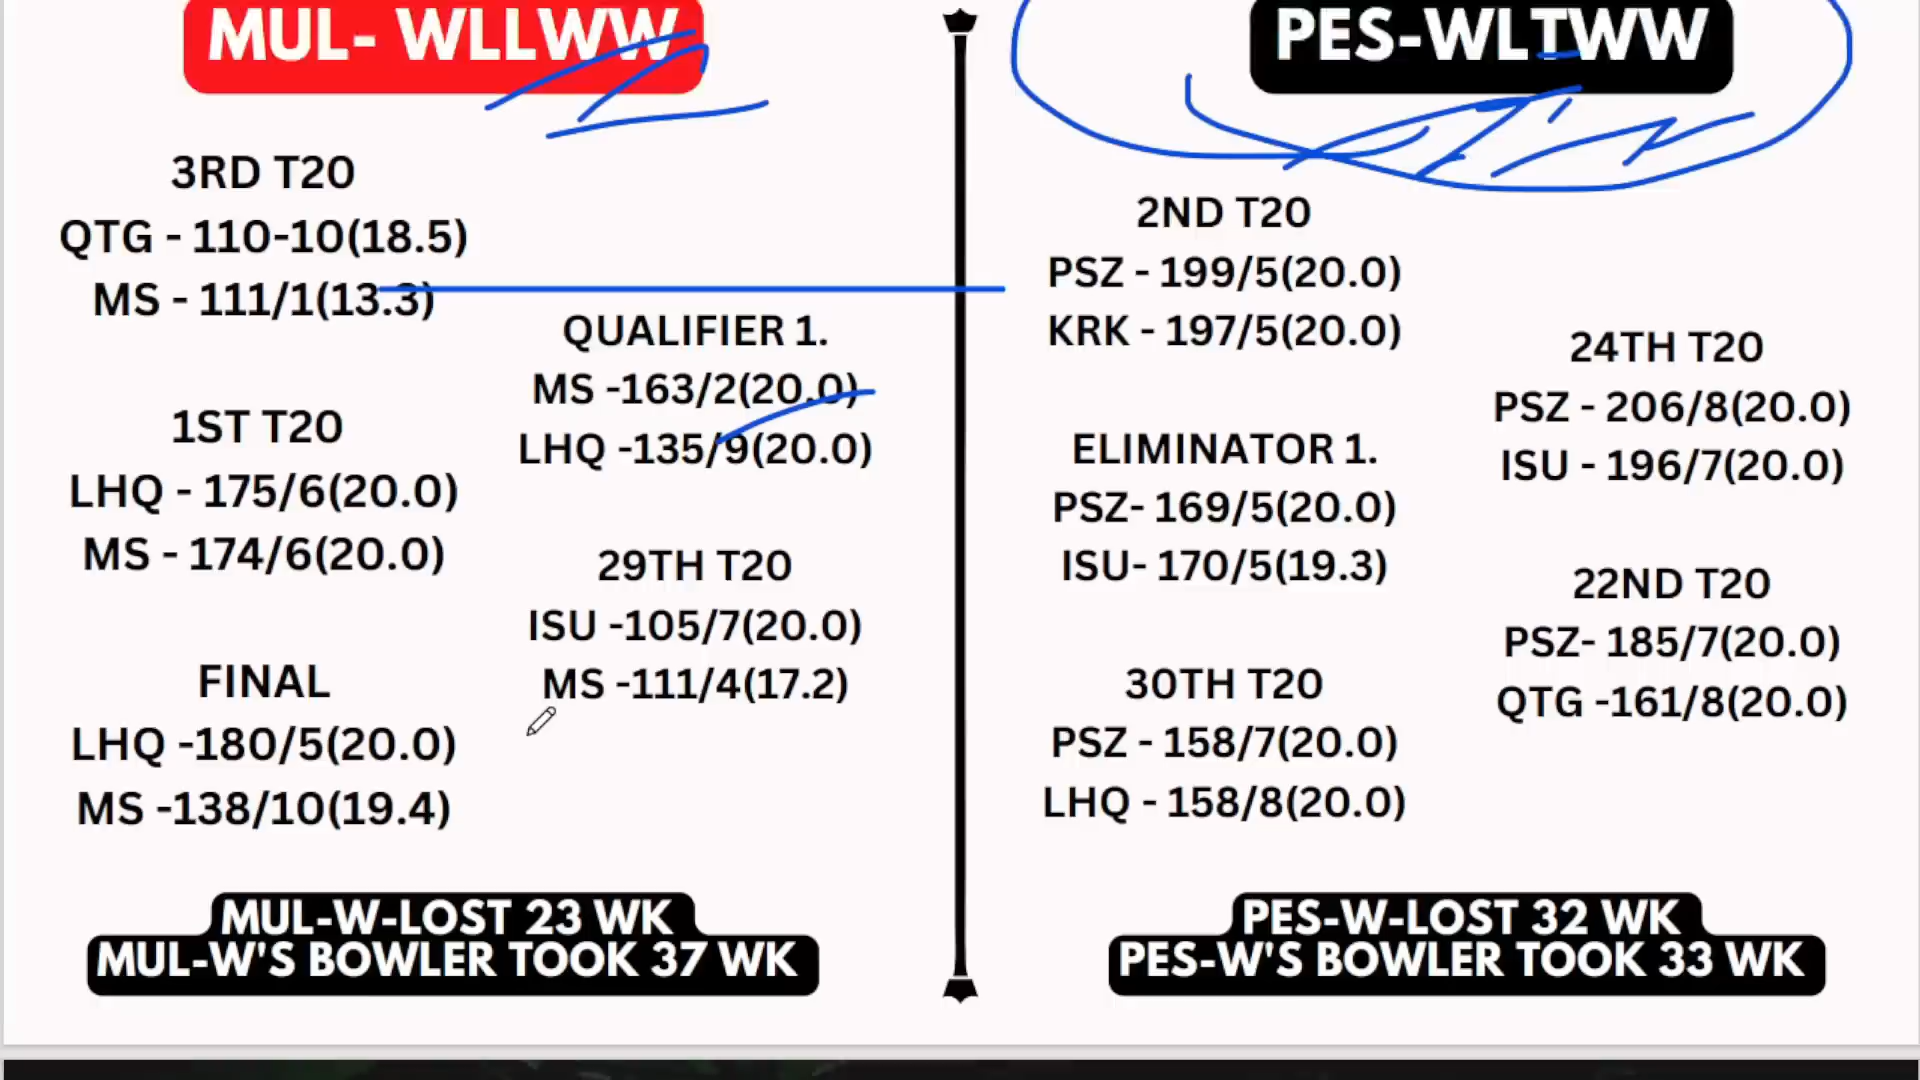 MUL- WLLWW
3RD T20
QTG - 110-10(18.5)
MS - 111/1(13.3)
1ST T20
LHQ - 175/6(20.0)
MS - 174/6(20.0)
FINAL
LHQ -180/5(20.0)
MS -138/10(19.4)
QUALIFIER 1.
MS -163/2(20.0)
LHQ -135/9(20.0)
29TH T20
ISU -105/7(20.0)
MS -111/4(17.2)
MUL-W-LOST 23 WK
MUL-W'S BOWLER TOOK 37 WK
PES-WLTWW
2ND T20
PSZ - 199/5(20.0)
KRK - 197/5(20.0)
ELIMINATOR 1.
PSZ- 169/5(20.0)
ISU- 170/5(19.3)
30TH T20
PSZ - 158/7(20.0)
LHQ - 158/8(20.0)
24TH T20
PSZ - 206/8(20.0)
ISU - 196/7(20.0)
22ND T20
PSZ- 185/7(20.0)
QTG -161/8(20.0)
PES-W-LOST 32 WK
PES-W'S BOWLER TOOK 33 WK